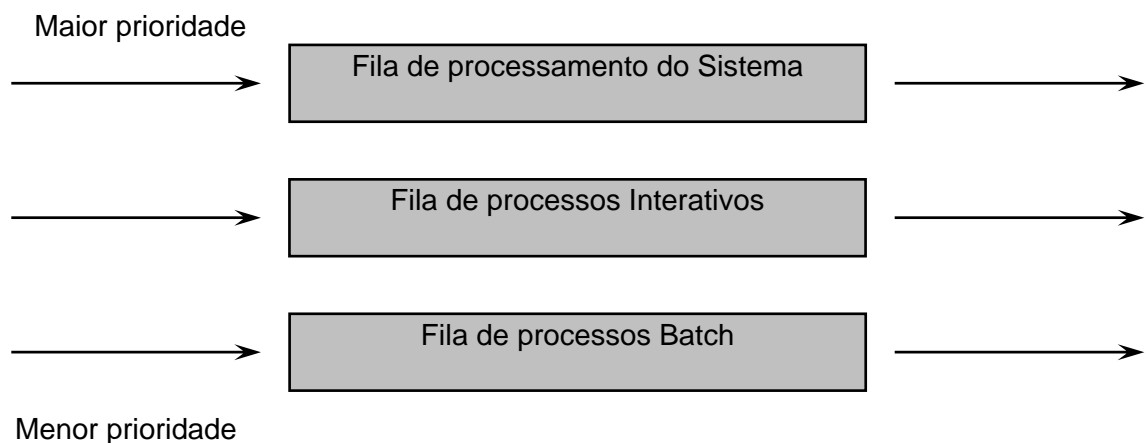 Maior prioridade
Fila de processamento do Sistema
Fila de processos Interativos
Fila de processos Batch
Menor prioridade